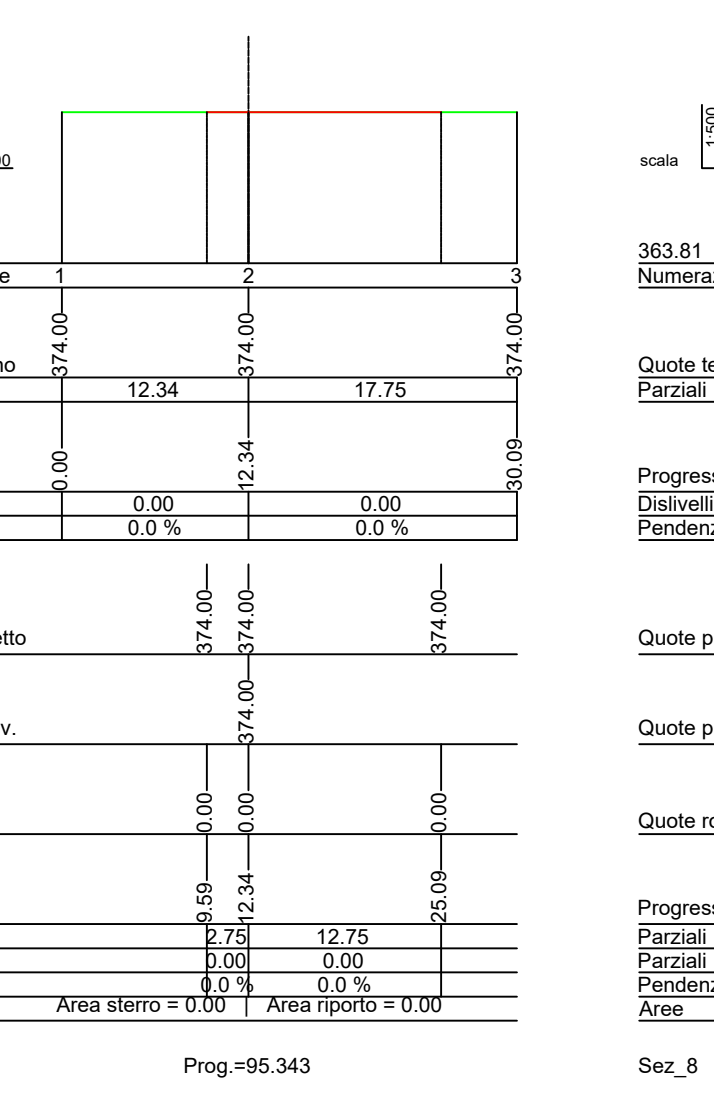 1:500
scala
363.81
e 1 2 3
Numera
374.00 374.00 374.00
no
Quote te
12.34 17.75
Parziali
0.00 12.34 30.09
Progress
0.00 0.00
Dislivelli
0.0 % 0.0 %
Pendenz
374.00 374.00 374.00
etto
Quote p
374.00
v.
Quote p
0.00 0.00 0.00
Quote ro
9.59 12.34 25.09
Progress
2.75 12.75
Parziali
0.00 0.00
Parziali
0.0 % 0.0 %
Pendenz
Area sterro = 0.00 Area riporto = 0.00
Aree
Prog.=95.343
Sez_8